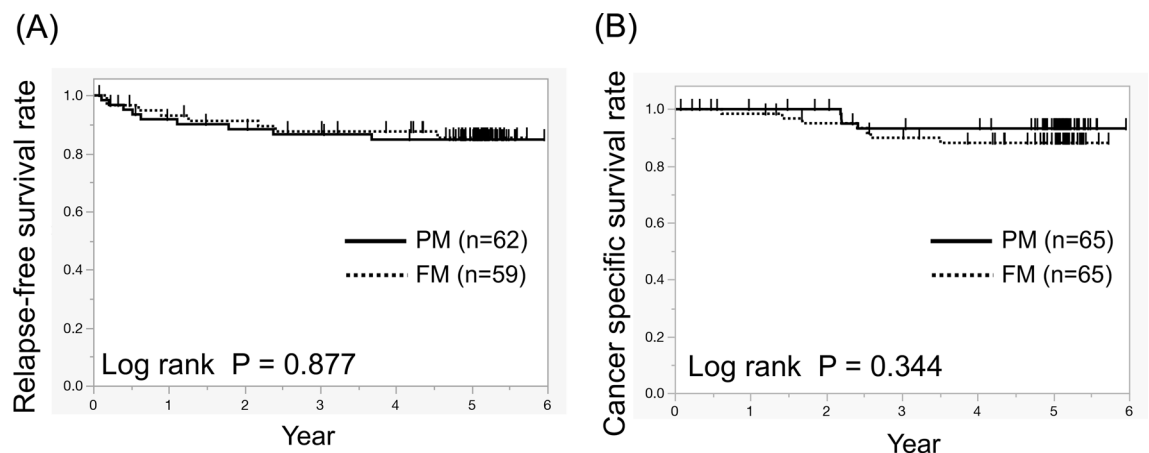 (A)
Relapse-free survival rate
1.0
0.8
0.6
0.4
0.2
0.0
PM (n=62)
FM (n=59)
Log rank P = 0.877
0 1 2 3 4 5 6
Year
(B)
Cancer specific survival rate
1.0
0.8
0.6
0.4
0.2
0.0
PM (n=65)
FM (n=65)
Log rank P = 0.344
0 1 2 3 4 5 6
Year